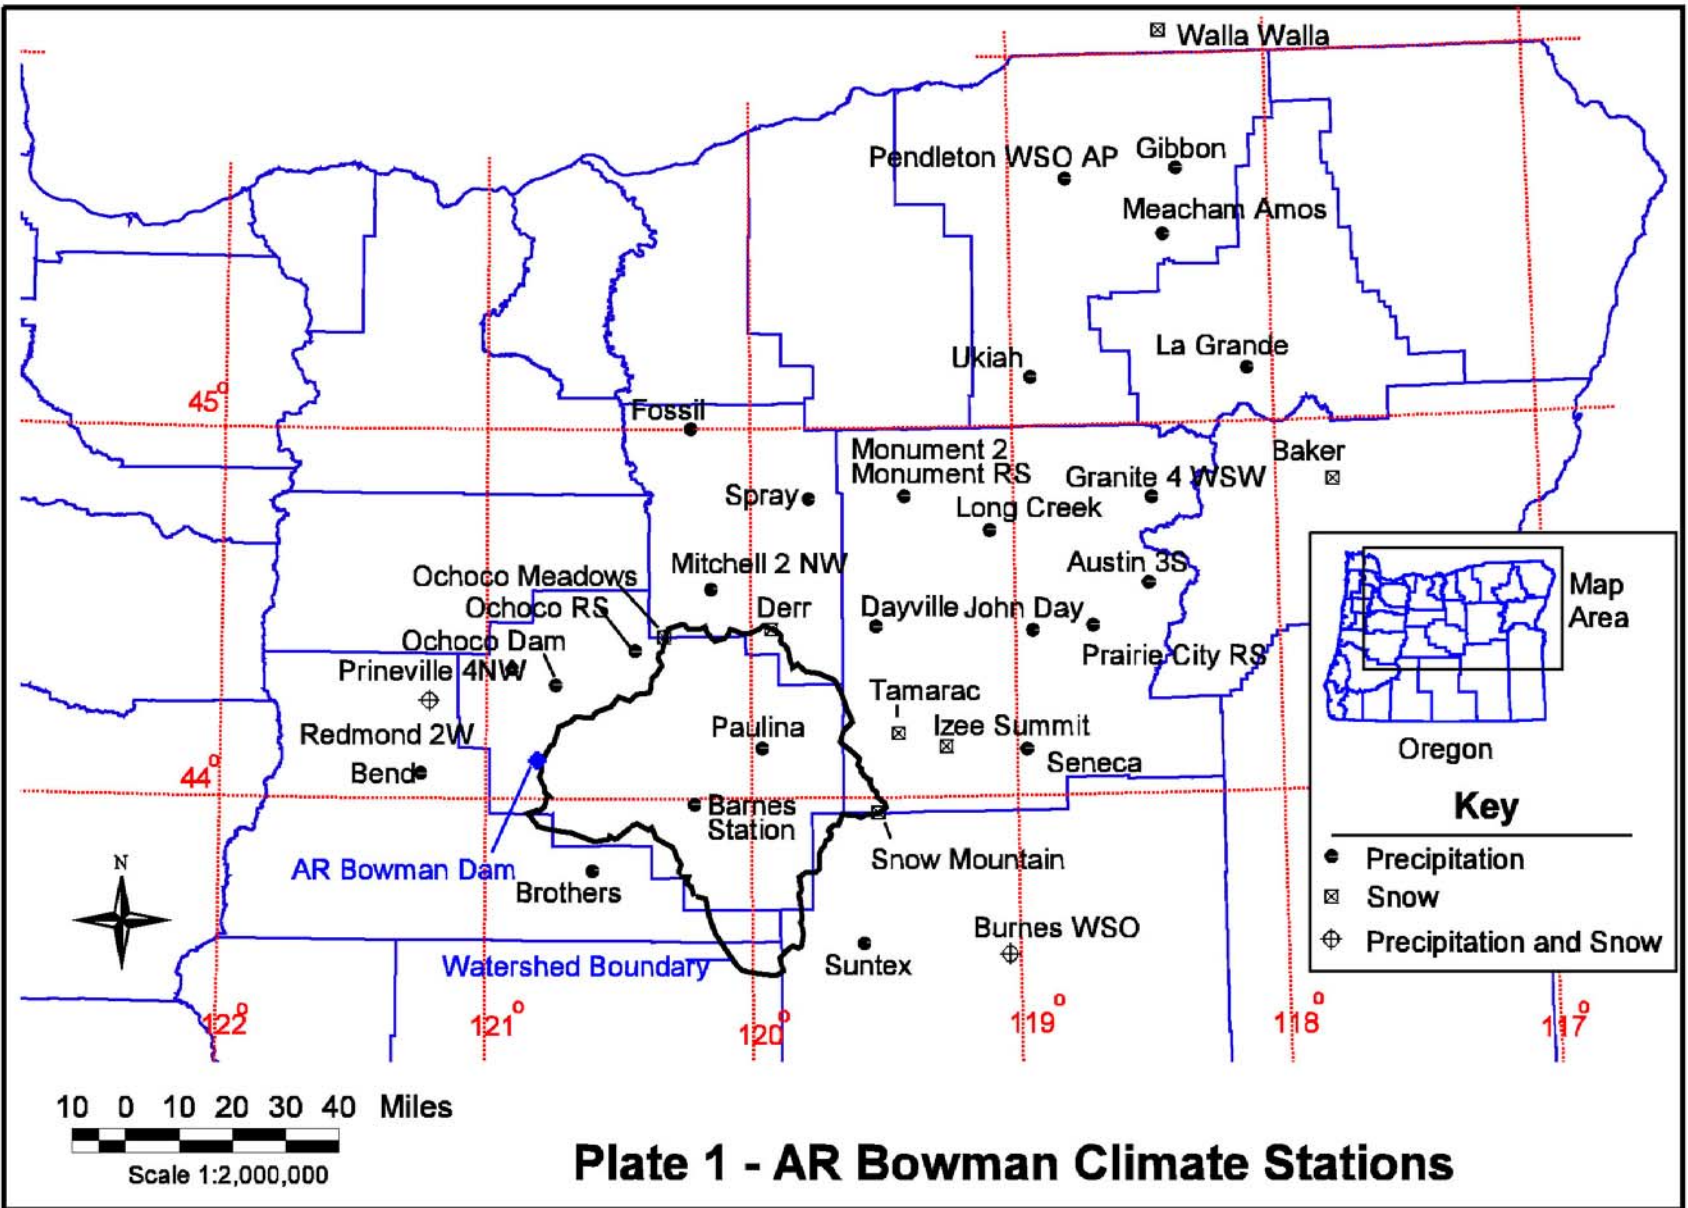 Walla Walla
Pendleton WSO AP
Gibbon
Meacham Amos
Ukiah
La Grande
45°
Fossil
Monument 2
Monument RS
Baker
Granite 4 WSW
Spray
Long Creek
Mitchell 2 NW
Austin 3S
Ochoco Meadows
Ochoco RS
Derr
Dayville
John Day
Ochoco Dam
Prairie City RS
Prineville 4NW
Tamarac
Paulina
Izee Summit
Redmond 2W
Seneca
Bend
44°
Barnes
Station
AR Bowman Dam
Snow Mountain
Brothers
Burnes WSO
Watershed Boundary
Suntex
122°
121°
120°
119°
118°
117°
Map
Area
Oregon
Key
Precipitation
Snow
Precipitation and Snow
N
10 0 10 20 30 40 Miles
Scale 1:2,000,000
Plate 1 - AR Bowman Climate Stations